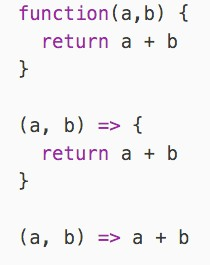 function(a,b) {
  return a + b
}

(a, b) => {
  return a + b
}

(a, b) => a + b